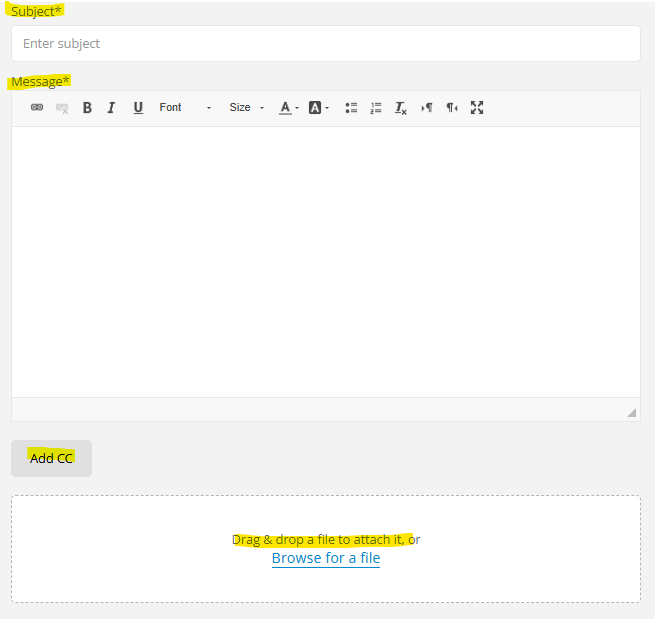 Subject*
Enter subject
Message*
B I U Font Size A A
Add CC
Drag & drop a file to attach it, or
Browse for a file